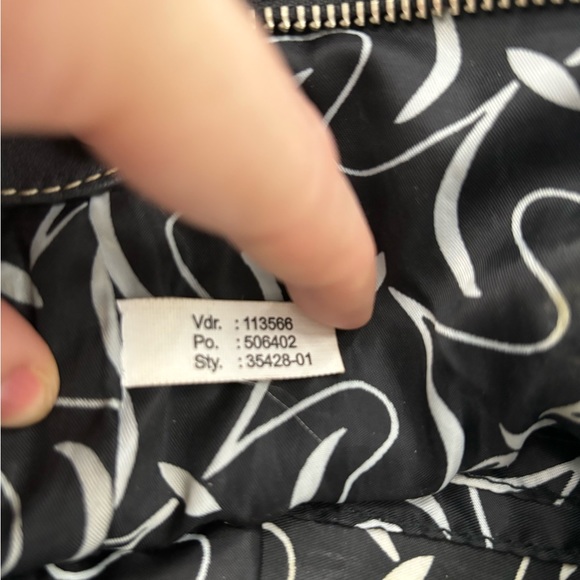 Vdr. : 113566
Po. : 506402
Sty. : 35428-01